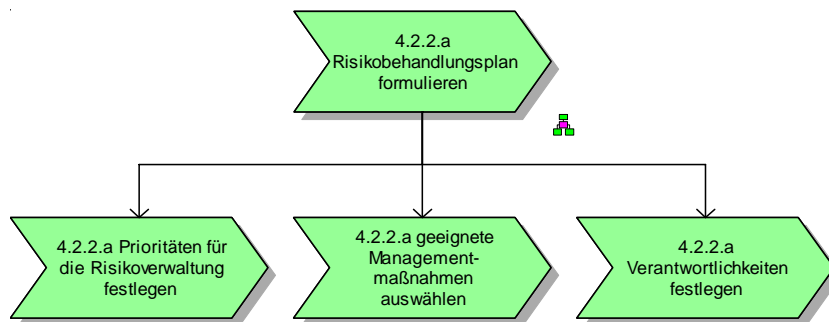 4.2.2.a
Risikobehandlungsplan
formulieren
4.2.2.a Prioritäten für
die Risikoverwaltung
festlegen
4.2.2.a geeignete
Management-
maßnahmen
auswählen
4.2.2.a
Verantwortlichkeiten
festlegen